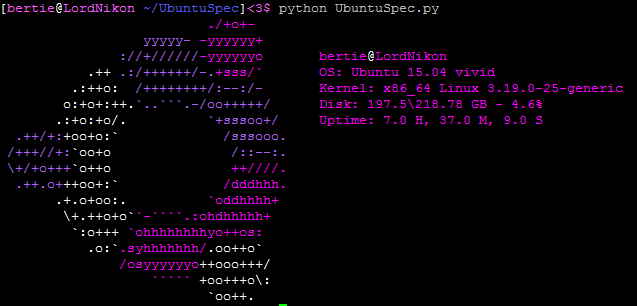 [bertie@LordNikon ~/UbuntuSpec]<3$ python UbuntuSpec.py
                          ./+o+-
                  yyyyy- -yyyyyy+
               ://+//////-yyyyyyo
           .++ .:/++++++/-.+sss/`
         .:++o:  /++++++++/:--:/-
        o:+o+:++.`..```.-/oo+++++/
       .:+o:+o/.          `+sssoo+/
  .++/+:+oo+o:`             /sssooo.
 /+++//+:`oo+o               /::--:.
 \+/+o+++`o++o               ++////.
  .++.o+++oo+:`             /dddhhh.
       .+.o+oo:.          `oddhhhh+
        \+.++o+o``-````.:ohdhhhhh+
         `:o+++ `ohhhhhhhhyo++os:
           .o:`.syhhhhhhh/.oo++o`
               /osyyyyyyo++ooo+++/
                   ````` +oo+++o\:
                          `oo++.
bertie@LordNikon
OS: Ubuntu 15.04 vivid
Kernel: x86_64 Linux 3.19.0-25-generic
Disk: 197.5\218.78 GB - 4.6%
Uptime: 7.0 H, 37.0 M, 9.0 S